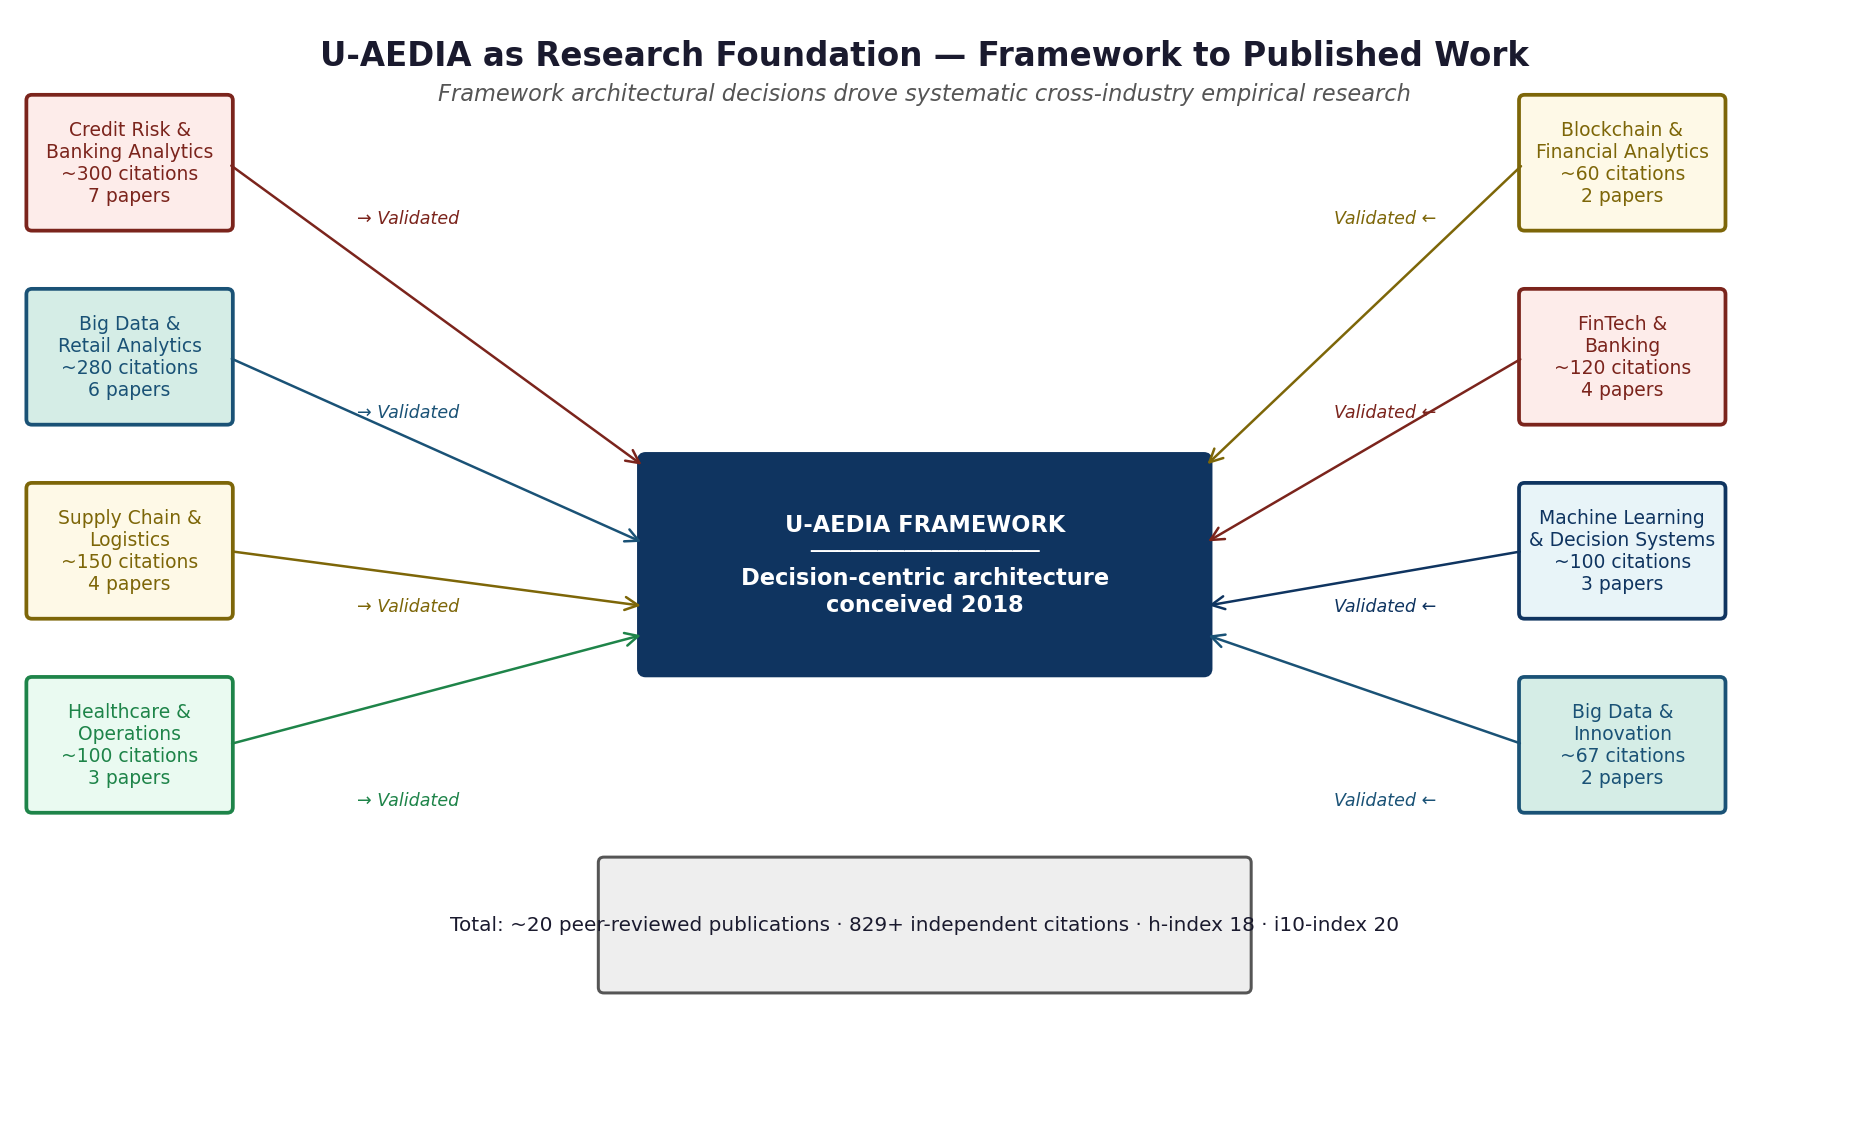 U-AEDIA as Research Foundation — Framework to Published Work
Framework architectural decisions drove systematic cross-industry empirical research
Credit Risk &
Banking Analytics
~300 citations
7 papers
→ Validated
Big Data &
Retail Analytics
~280 citations
6 papers
→ Validated
Supply Chain &
Logistics
~150 citations
4 papers
→ Validated
Healthcare &
Operations
~100 citations
3 papers
→ Validated
U-AEDIA FRAMEWORK
Decision-centric architecture
conceived 2018
Blockchain &
Financial Analytics
~60 citations
2 papers
Validated ←
FinTech &
Banking
~120 citations
4 papers
Validated ←
Machine Learning
& Decision Systems
~100 citations
3 papers
Validated ←
Big Data &
Innovation
~67 citations
2 papers
Validated ←
Total: ~20 peer-reviewed publications · 829+ independent citations · h-index 18 · i10-index 20